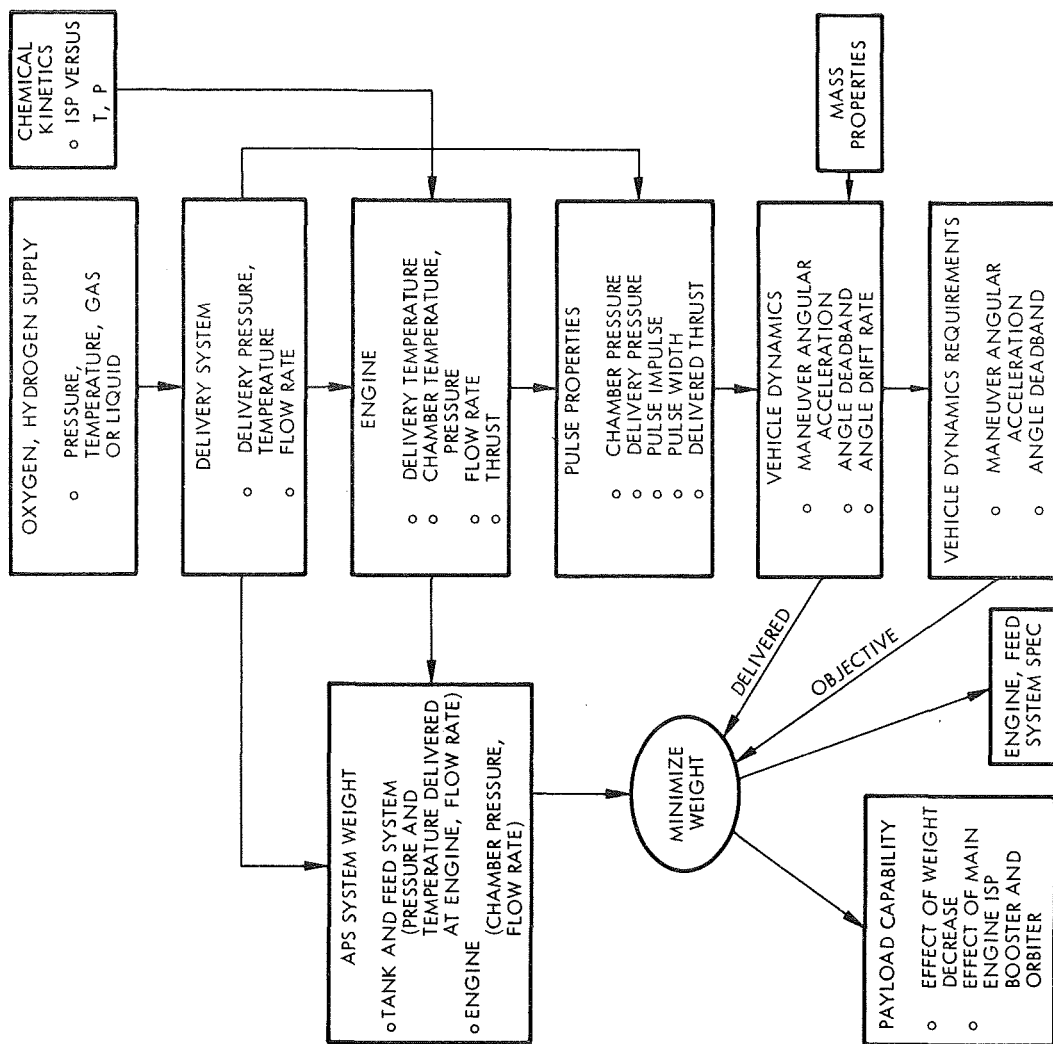 CHEMICAL
KINETICS
o ISP VERSUS
T, P
OXYGEN, HYDROGEN SUPPLY
o PRESSURE,
TEMPERATURE, GAS
OR LIQUID
DELIVERY SYSTEM
o DELIVERY PRESSURE,
TEMPERATURE
o FLOW RATE
ENGINE
o DELIVERY TEMPERATURE
o CHAMBER TEMPERATURE,
PRESSURE
o FLOW RATE
o THRUST
PULSE PROPERTIES
o CHAMBER PRESSURE
o DELIVERY PRESSURE
o PULSE IMPULSE
o PULSE WIDTH
o DELIVERED THRUST
MASS
PROPERTIES
VEHICLE DYNAMICS
o MANEUVER ANGULAR
ACCELERATION
o ANGLE DEADBAND
o ANGLE DRIFT RATE
VEHICLE DYNAMICS REQUIREMENTS
o MANEUVER ANGULAR
ACCELERATION
o ANGLE DEADBAND
APS SYSTEM WEIGHT
o TANK AND FEED SYSTEM
(PRESSURE AND
TEMPERATURE DELIVERED
AT ENGINE, FLOW RATE)
o ENGINE
(CHAMBER PRESSURE,
FLOW RATE)
DELIVERED
OBJECTIVE
MINIMIZE
WEIGHT
ENGINE, FEED
SYSTEM SPEC
PAYLOAD CAPABILITY
o EFFECT OF WEIGHT
DECREASE
o EFFECT OF MAIN
ENGINE ISP
BOOSTER AND
ORBITER